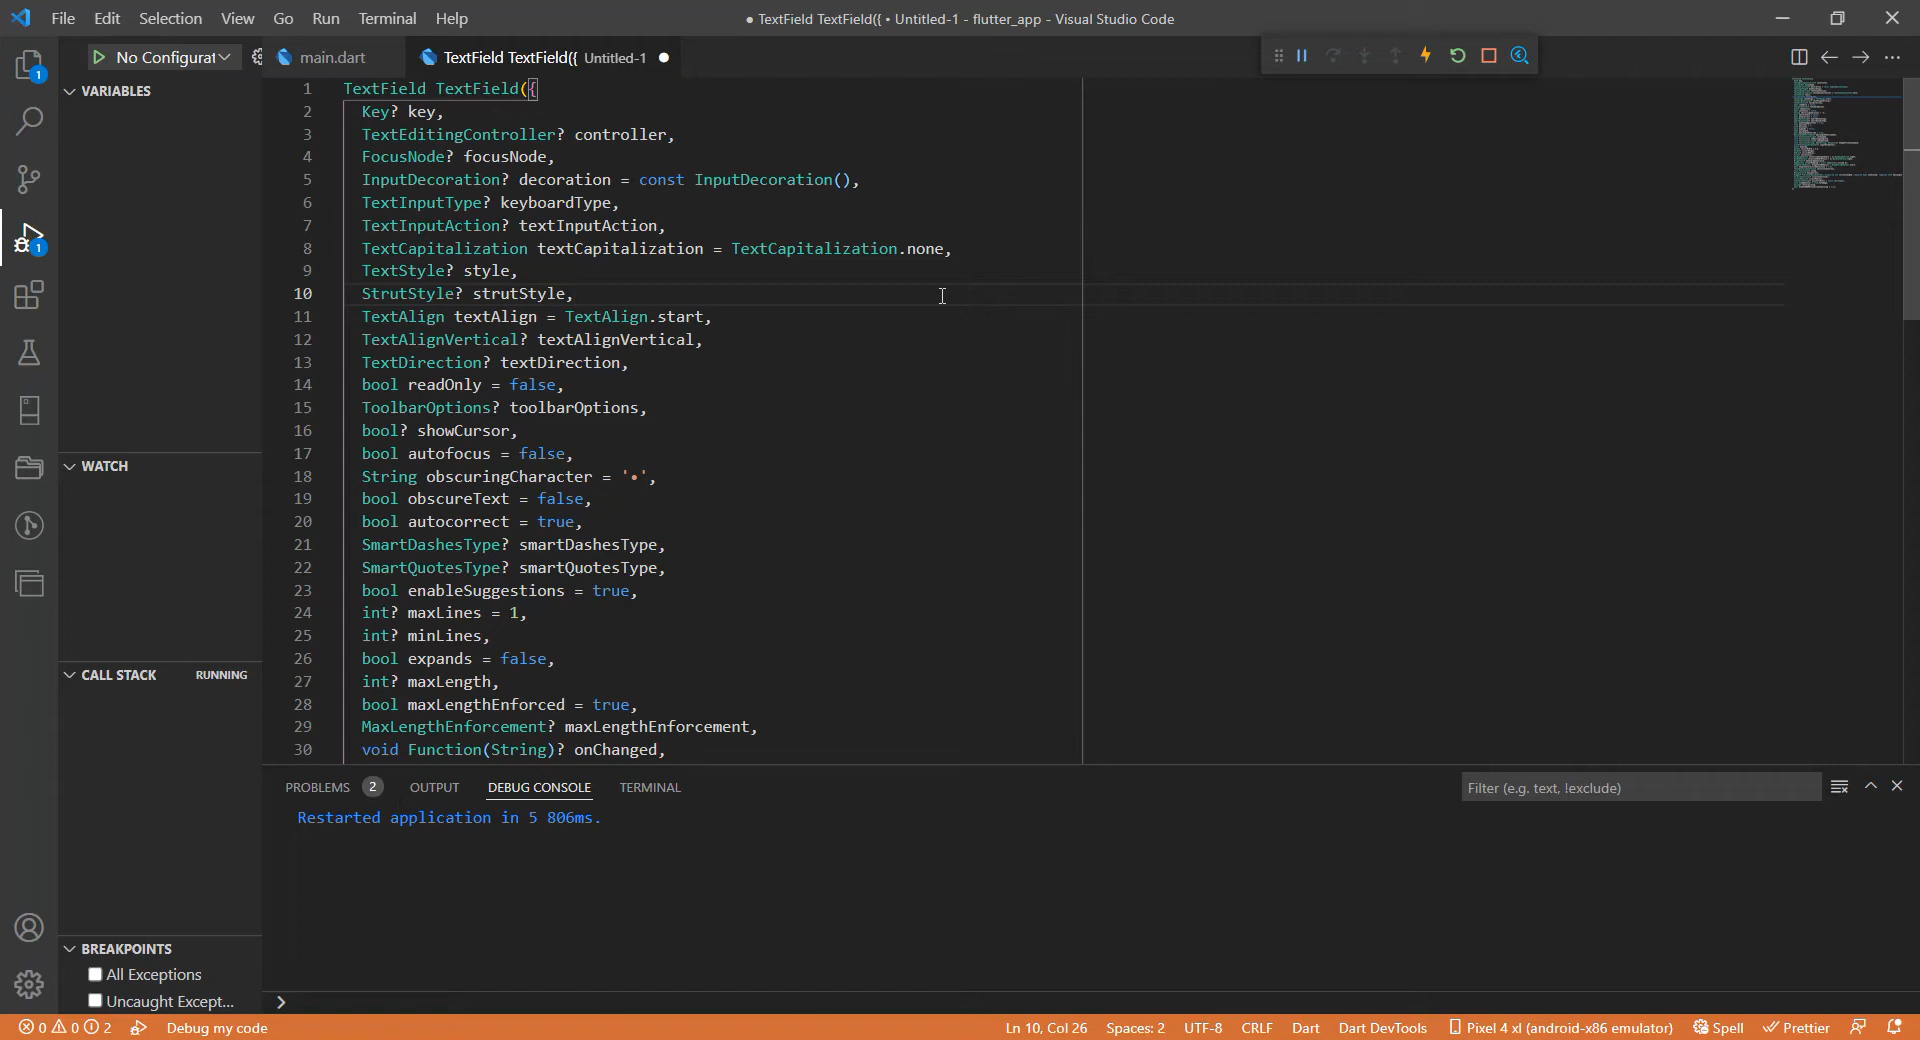 File Edit Selection View Go Run Terminal Help
● TextField TextField({ • Untitled-1 - flutter_app - Visual Studio Code
No Configurat
main.dart
TextField TextField({ Untitled-1
VARIABLES
WATCH
CALL STACK RUNNING
BREAKPOINTS
All Exceptions
Uncaught Except...
1 TextField TextField({
2 Key? key,
3 TextEditingController? controller,
4 FocusNode? focusNode,
5 InputDecoration? decoration = const InputDecoration(),
6 TextInputType? keyboardType,
7 TextInputAction? textInputAction,
8 TextCapitalization textCapitalization = TextCapitalization.none,
9 TextStyle? style,
10 StrutStyle? strutStyle,
11 TextAlign textAlign = TextAlign.start,
12 TextAlignVertical? textAlignVertical,
13 TextDirection? textDirection,
14 bool readOnly = false,
15 ToolbarOptions? toolbarOptions,
16 bool? showCursor,
17 bool autofocus = false,
18 String obscuringCharacter = '•',
19 bool obscureText = false,
20 bool autocorrect = true,
21 SmartDashesType? smartDashesType,
22 SmartQuotesType? smartQuotesType,
23 bool enableSuggestions = true,
24 int? maxLines = 1,
25 int? minLines,
26 bool expands = false,
27 int? maxLength,
28 bool maxLengthEnforced = true,
29 MaxLengthEnforcement? maxLengthEnforcement,
30 void Function(String)? onChanged,
PROBLEMS 2 OUTPUT DEBUG CONSOLE TERMINAL
Filter (e.g. text, !exclude)
Restarted application in 5 806ms.
1
1
0 0 2 Debug my code
Ln 10, Col 26 Spaces: 2 UTF-8 CRLF Dart Dart DevTools Pixel 4 xl (android-x86 emulator) Spell Prettier